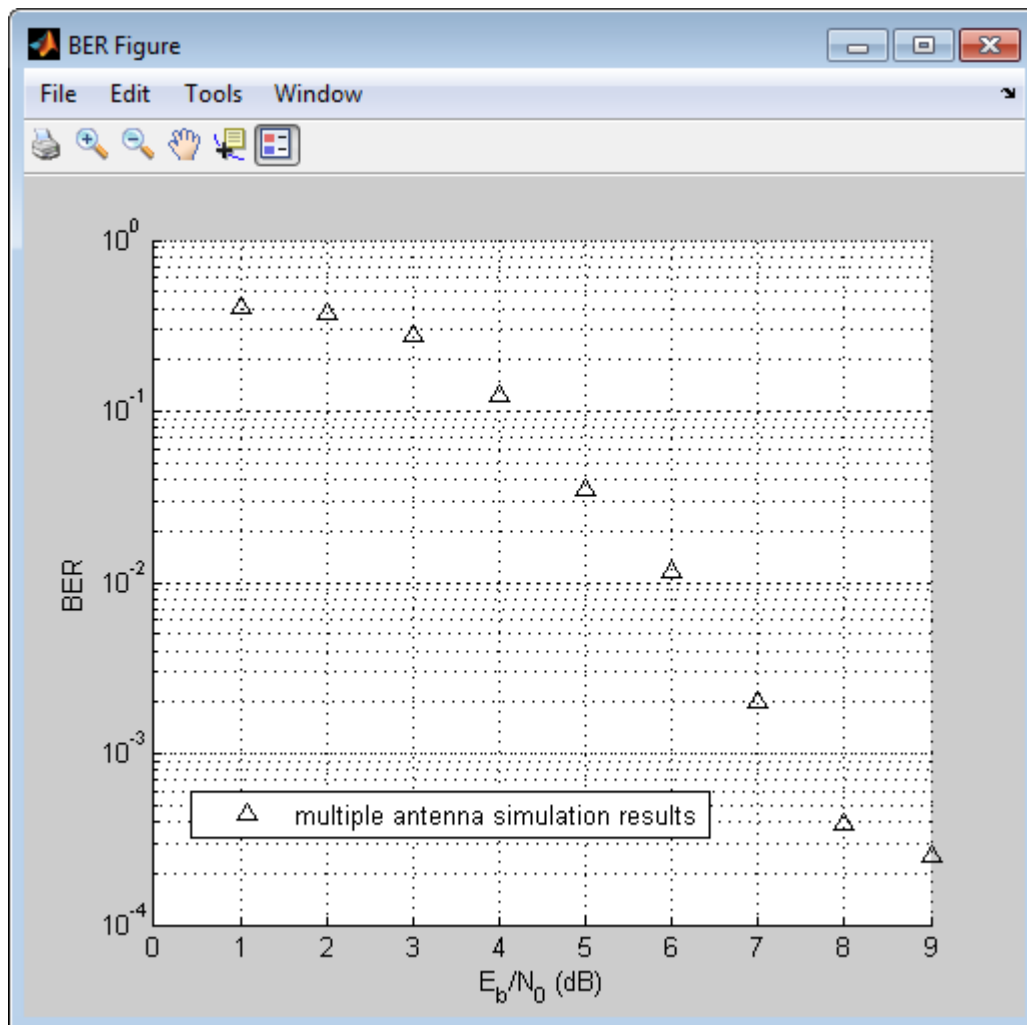 BER Figure
File Edit Tools Window
10^0
10^-1
10^-2
10^-3
10^-4
BER
multiple antenna simulation results
0 1 2 3 4 5 6 7 8 9
E_b/N_0 (dB)